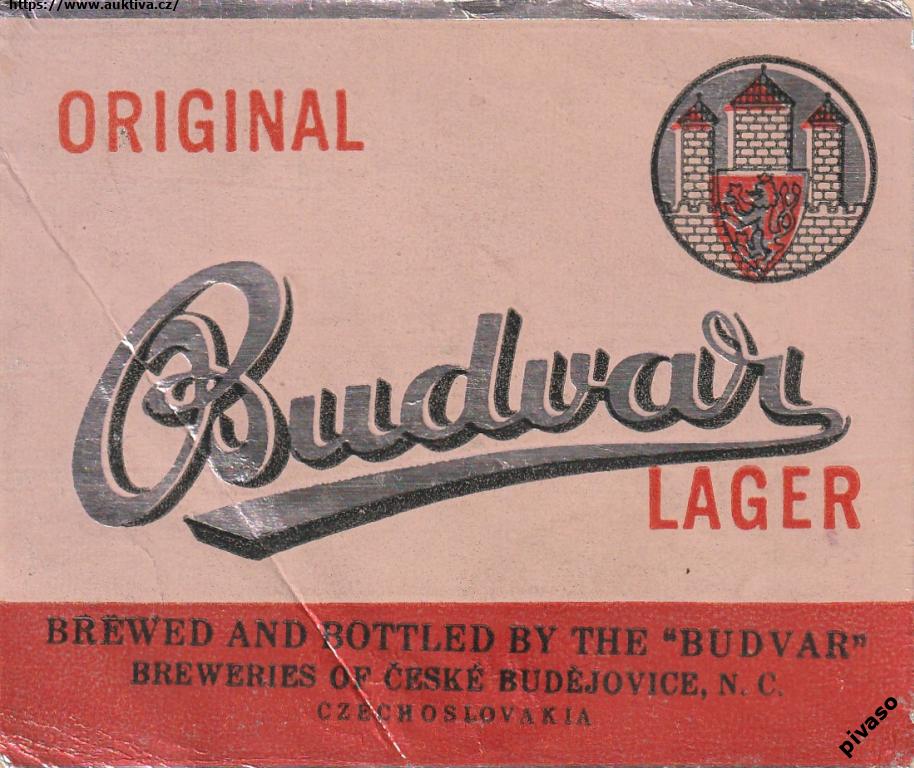 https://www.auktiva.cz/
ORIGINAL
Budvar
LAGER
BREWED AND BOTTLED BY THE "BUDVAR"
BREWERIES OF ČESKÉ BUDĚJOVICE, N. C.
CZECHOSLOVAKIA
pivaso